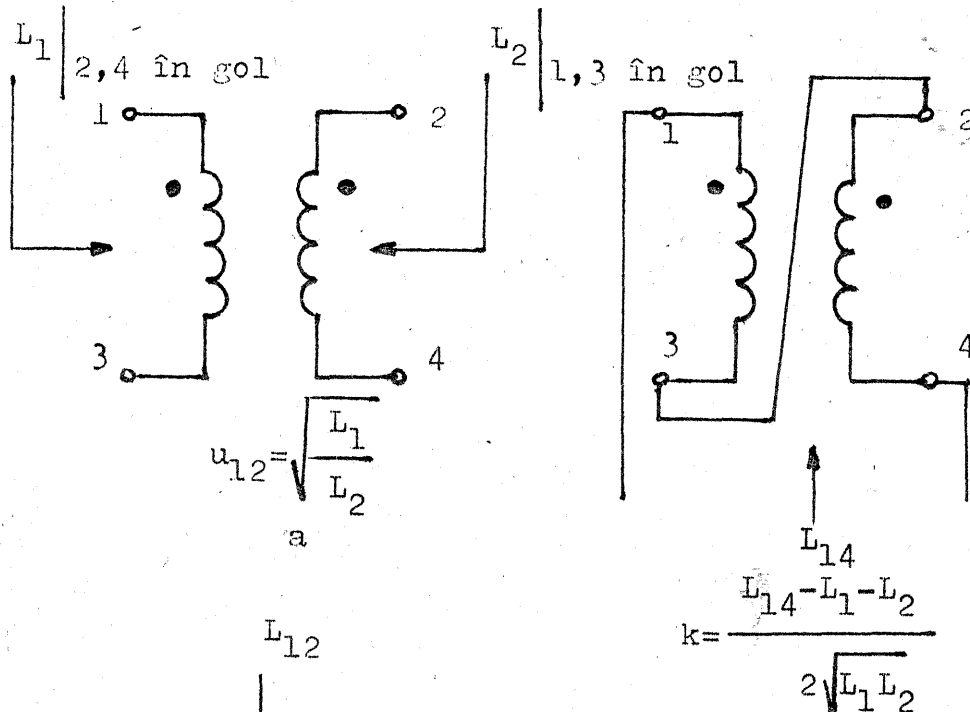 L1 | 2,4 în gol
L2 | 1,3 în gol
1
2
3
4
u12=√L1/L2
a
1
2
3
4
L14
k= L14-L1-L2 / 2√L1L2
L12